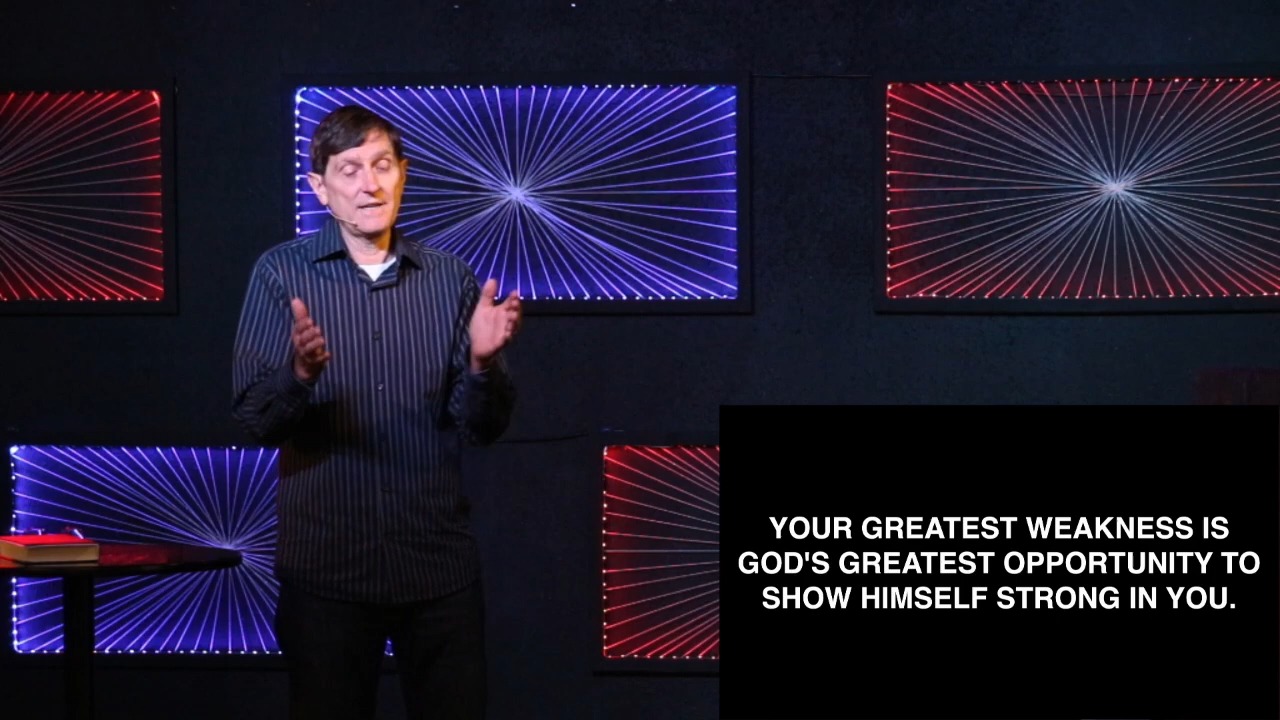 YOUR GREATEST WEAKNESS IS
GOD'S GREATEST OPPORTUNITY TO
SHOW HIMSELF STRONG IN YOU.